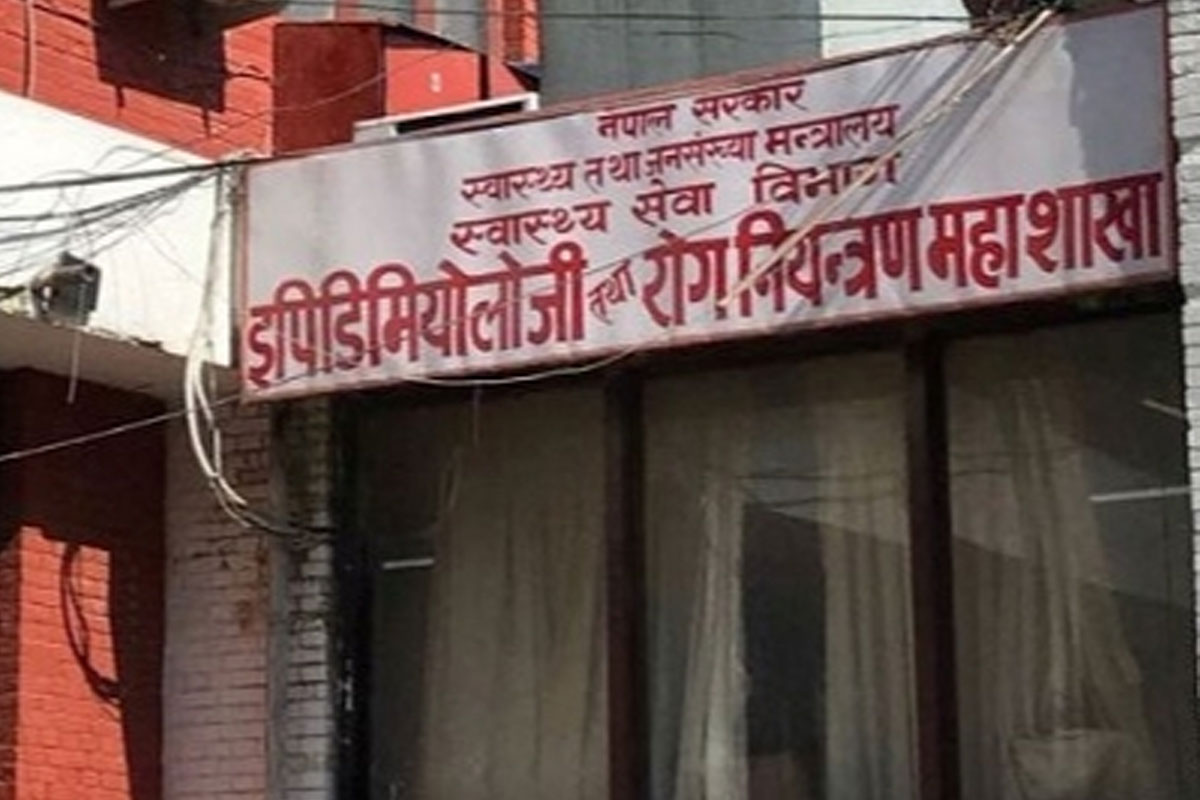 नेपाल सरकार
स्वास्थ्य तथा जनसंख्या मन्त्रालय
स्वास्थ्य सेवा विभाग
इपिडिमियोलोजी तथा रोग नियन्त्रण महाशाखा